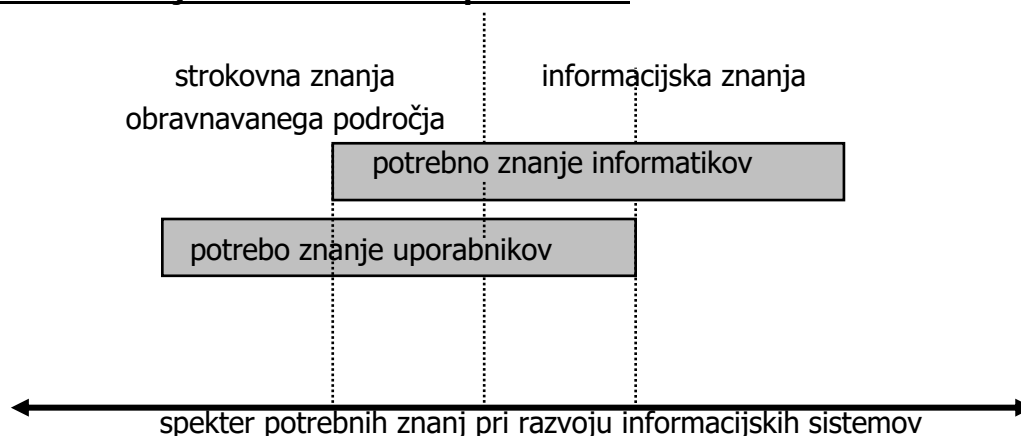 strokovna znanja
obravnavanega področja
informacijska znanja
potrebno znanje informatikov
potrebo znanje uporabnikov
spekter potrebnih znanj pri razvoju informacijskih sistemov